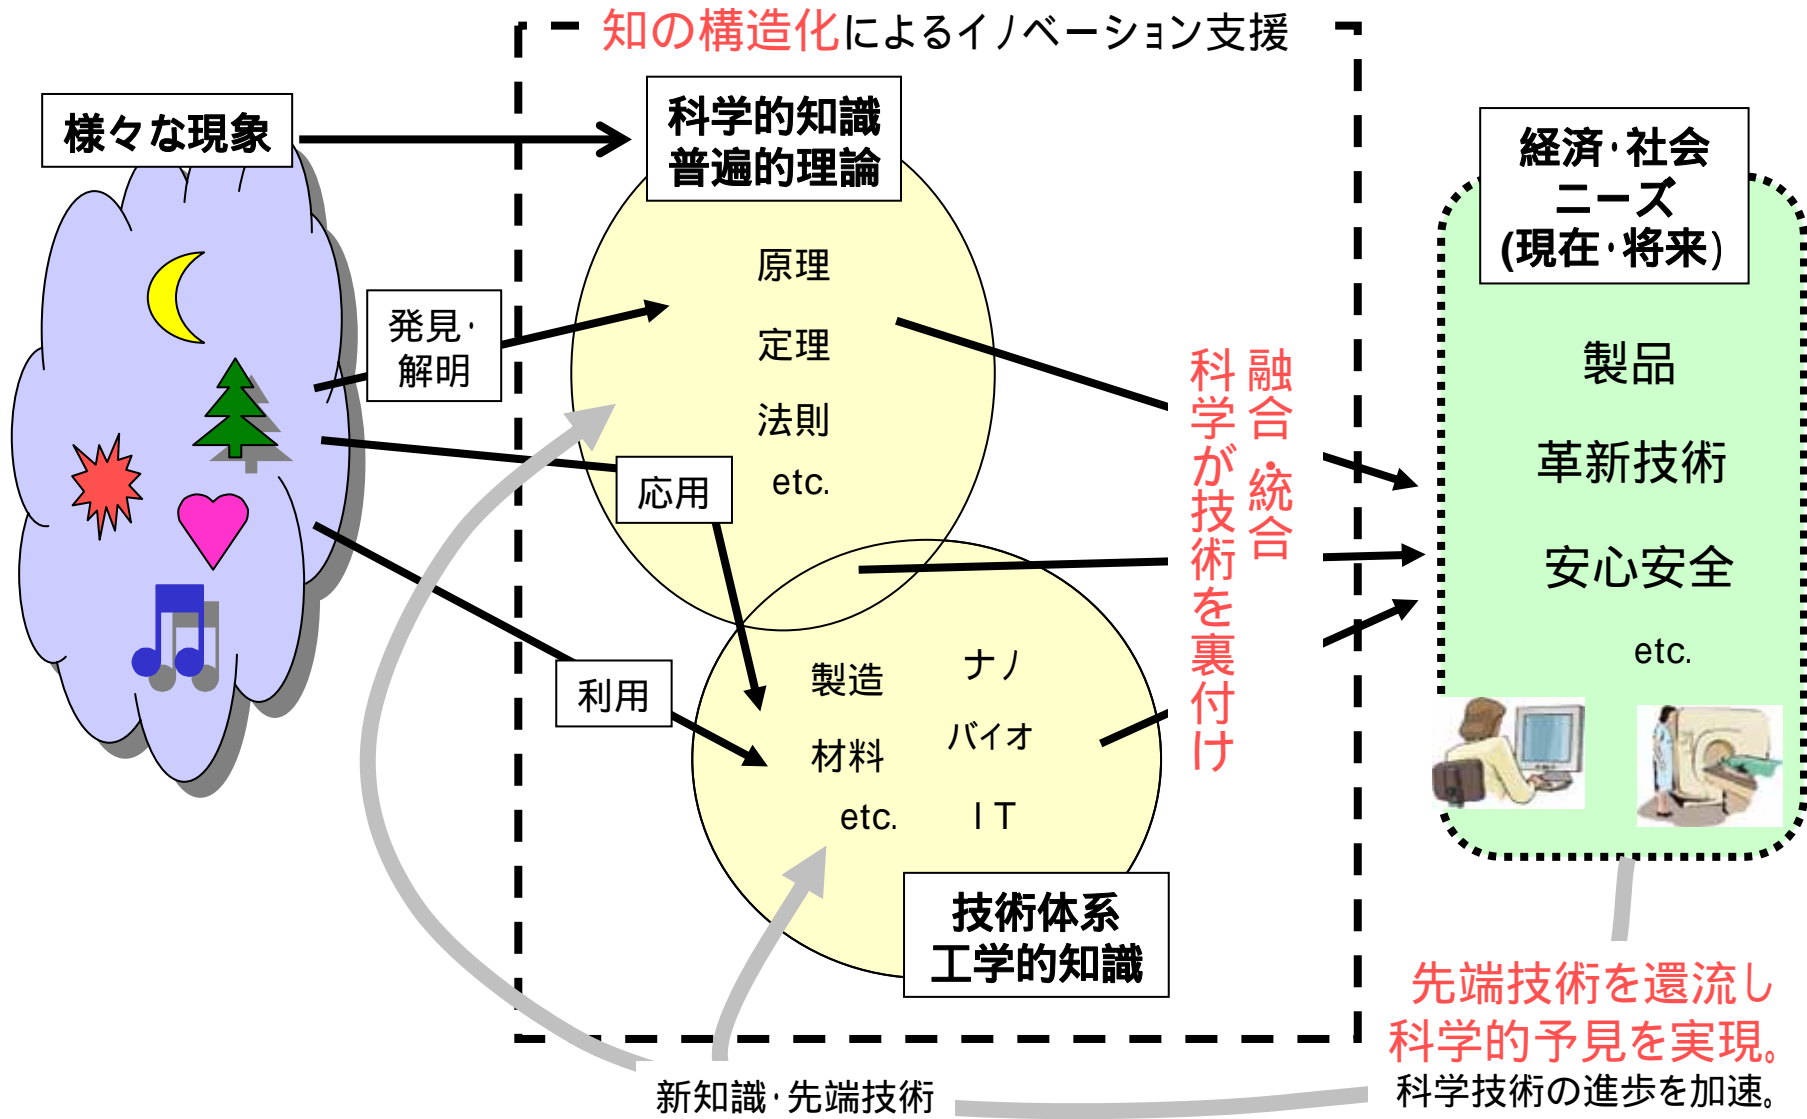 知の構造化によるイノベーション支援
様々な現象
科学的知識
普遍的理論
経済・社会
ニーズ
(現在・将来)
原理
定理
法則
etc.
発見・
解明
応用
利用
製造
材料
etc.
ナノ
バイオ
IT
技術体系
工学的知識
融合・統合
科学が技術を裏付け
製品
革新技術
安心安全
etc.
先端技術を還流し
科学的予見を実現。
科学技術の進歩を加速。
新知識・先端技術